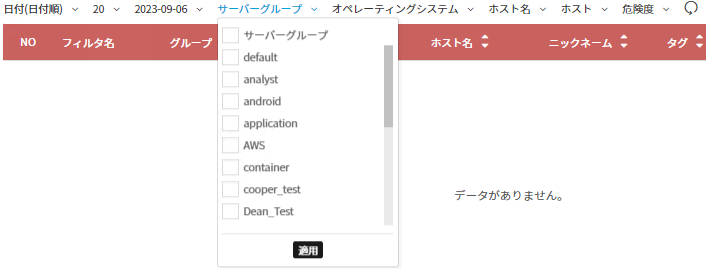 日付(日付順) 20 2023-09-06 サーバーグループ オペレーティングシステム ホスト名 ホスト 危険度
NO フィルタ名 グループ ホスト名 ニックネーム タグ
サーバーグループ
default
analyst
android
application
AWS
container
cooper_test
Dean_Test
データがありません。
適用